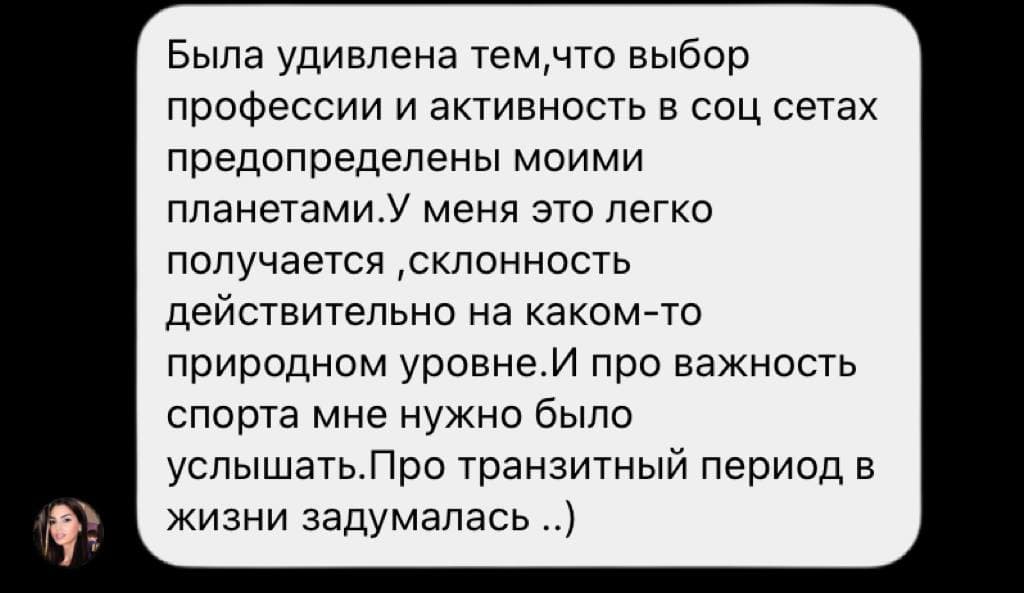 Была удивлена тем,что выбор
профессии и активность в соц сетах
предопределены моими
планетами.У меня это легко
получается ,склонность
действительно на каком-то
природном уровне.И про важность
спорта мне нужно было
услышать.Про транзитный период в
жизни задумалась ..)